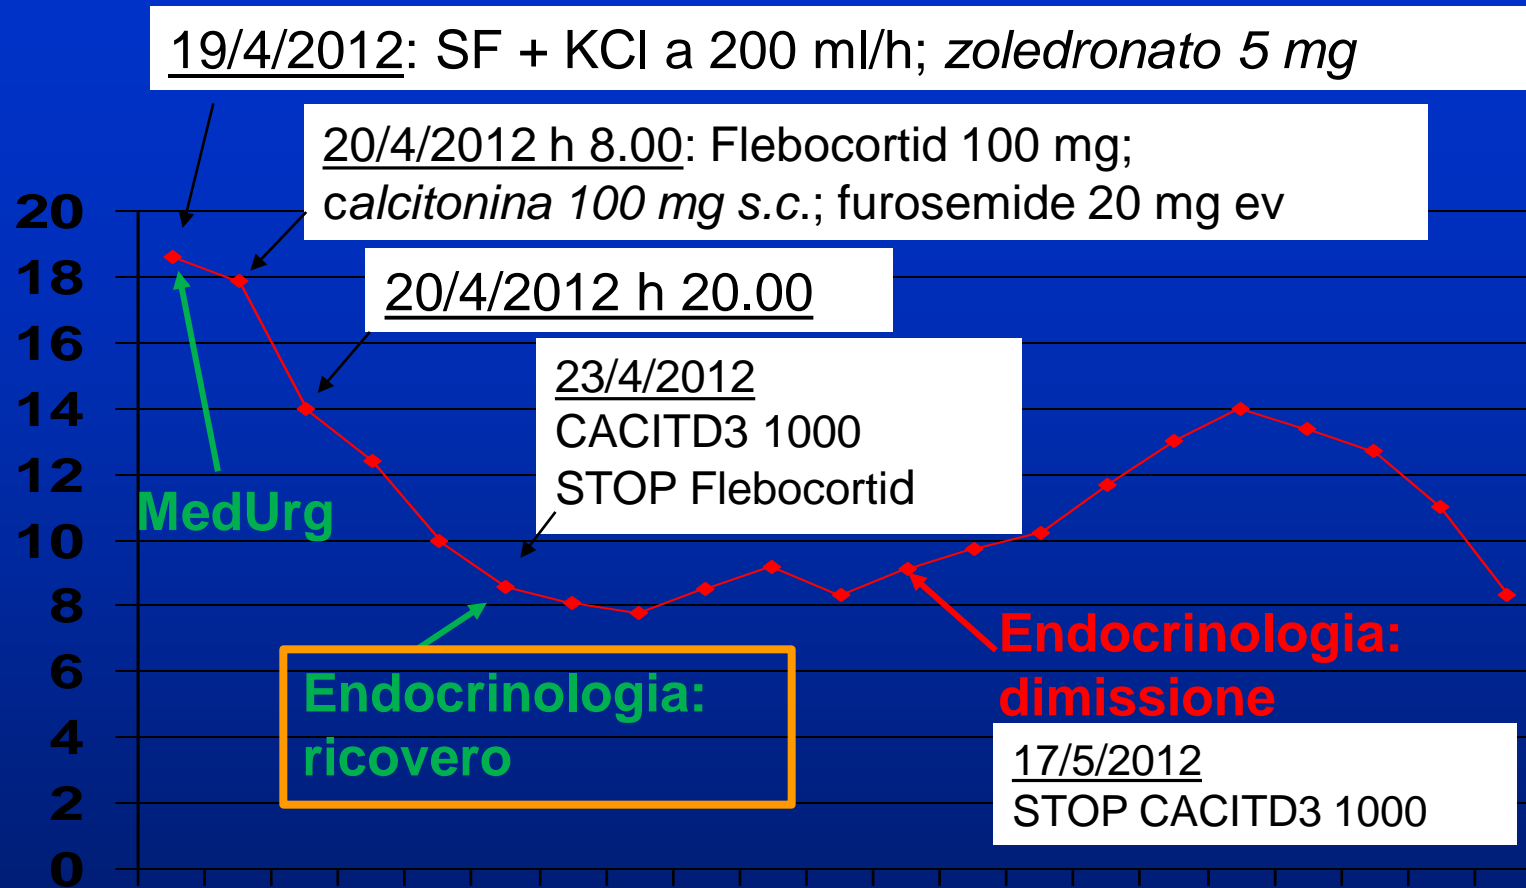 19/4/2012: SF + KCl a 200 ml/h; zoledronato 5 mg
20/4/2012 h 8.00: Flebocortid 100 mg;
calcitonina 100 mg s.c.; furosemide 20 mg ev
20/4/2012 h 20.00
23/4/2012
CACITD3 1000
STOP Flebocortid
20
18
16
14
12
10
8
6
4
2
0
MedUrg
Endocrinologia:
ricovero
Endocrinologia:
dimissione
17/5/2012
STOP CACITD3 1000